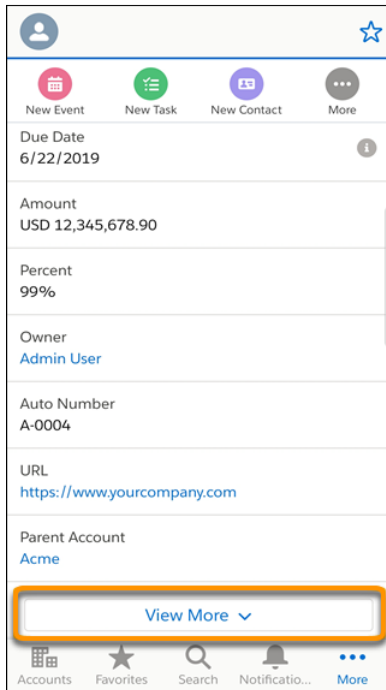 New Event New Task New Contact More
Due Date
6/22/2019
Amount
USD 12,345,678.90
Percent
99%
Owner
Admin User
Auto Number
A-0004
URL
https://www.yourcompany.com
Parent Account
Acme
View More
Accounts Favorites Search Notificatio... More